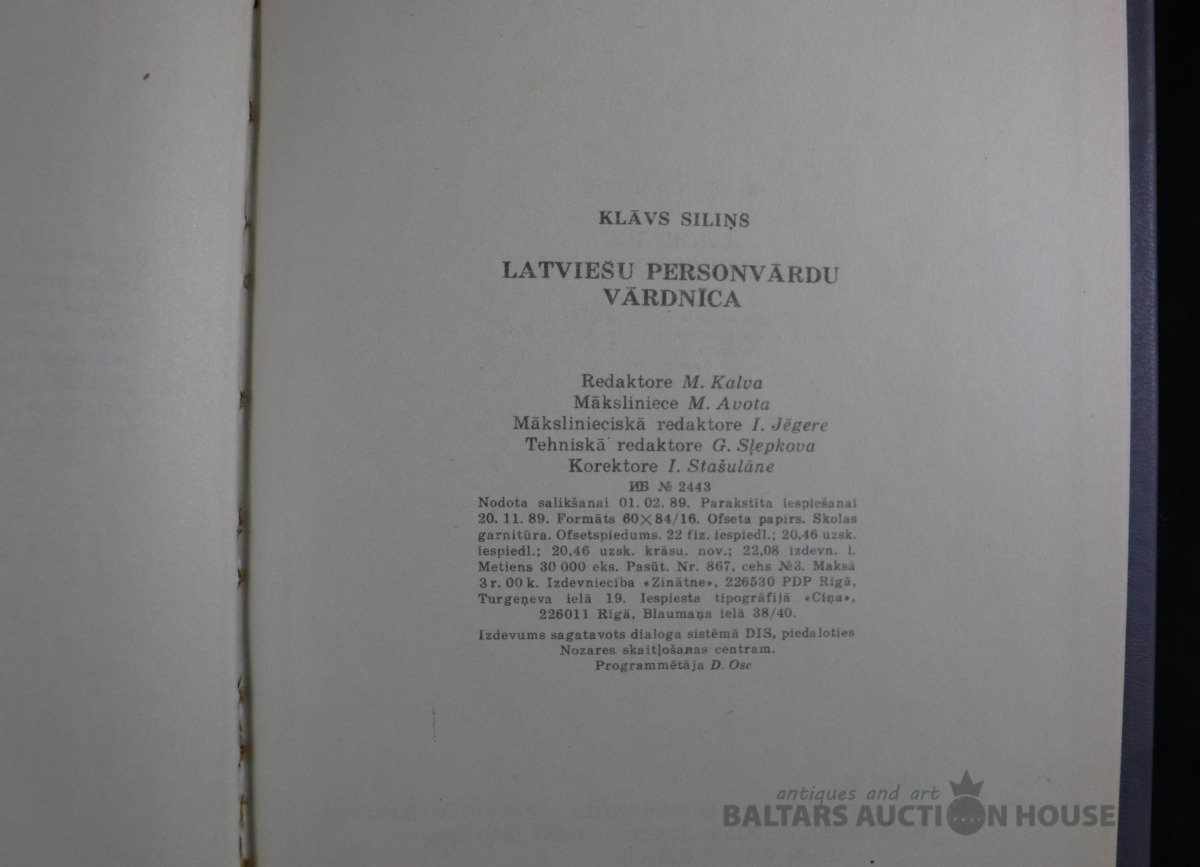 KLĀVS SILIŅS
LATVIEŠU PERSONVĀRDU
VĀRDNĪCA
Redaktore M. Kalva
Māksliniece M. Avota
Mākslinieciskā redaktore I. Jēgere
Tehniskā redaktore G. Sļepkova
Korektore I. Stašulāne
ИБ № 2443
Nodota salikšanai 01. 02. 89. Parakstīta iespiešanai
20. 11. 89. Formāts 60×84/16. Ofseta papīrs. Skolas
garnitūra. Ofsetspiedums. 22 fiz. iespiedl.; 20,46 uzsk.
iespiedl.; 20,46 uzsk. krāsu. nov.; 22,08 izdevn. l.
Metiens 30 000 eks. Pasūt. Nr. 867, cehs №3. Maksā
3 r. 00 k. Izdevniecība «Zinātne», 226530 PDP Rīgā,
Turgeņeva ielā 19. Iespiesta tipogrāfijā «Cīņa»,
226011 Rīgā, Blaumaņa ielā 38/40.
Izdevums sagatavots dialoga sistēmā DIS, piedaloties
Nozares skaitļošanas centram.
Programmētāja D. Ose
antiques and art
BALTARS AUCTION HOUSE